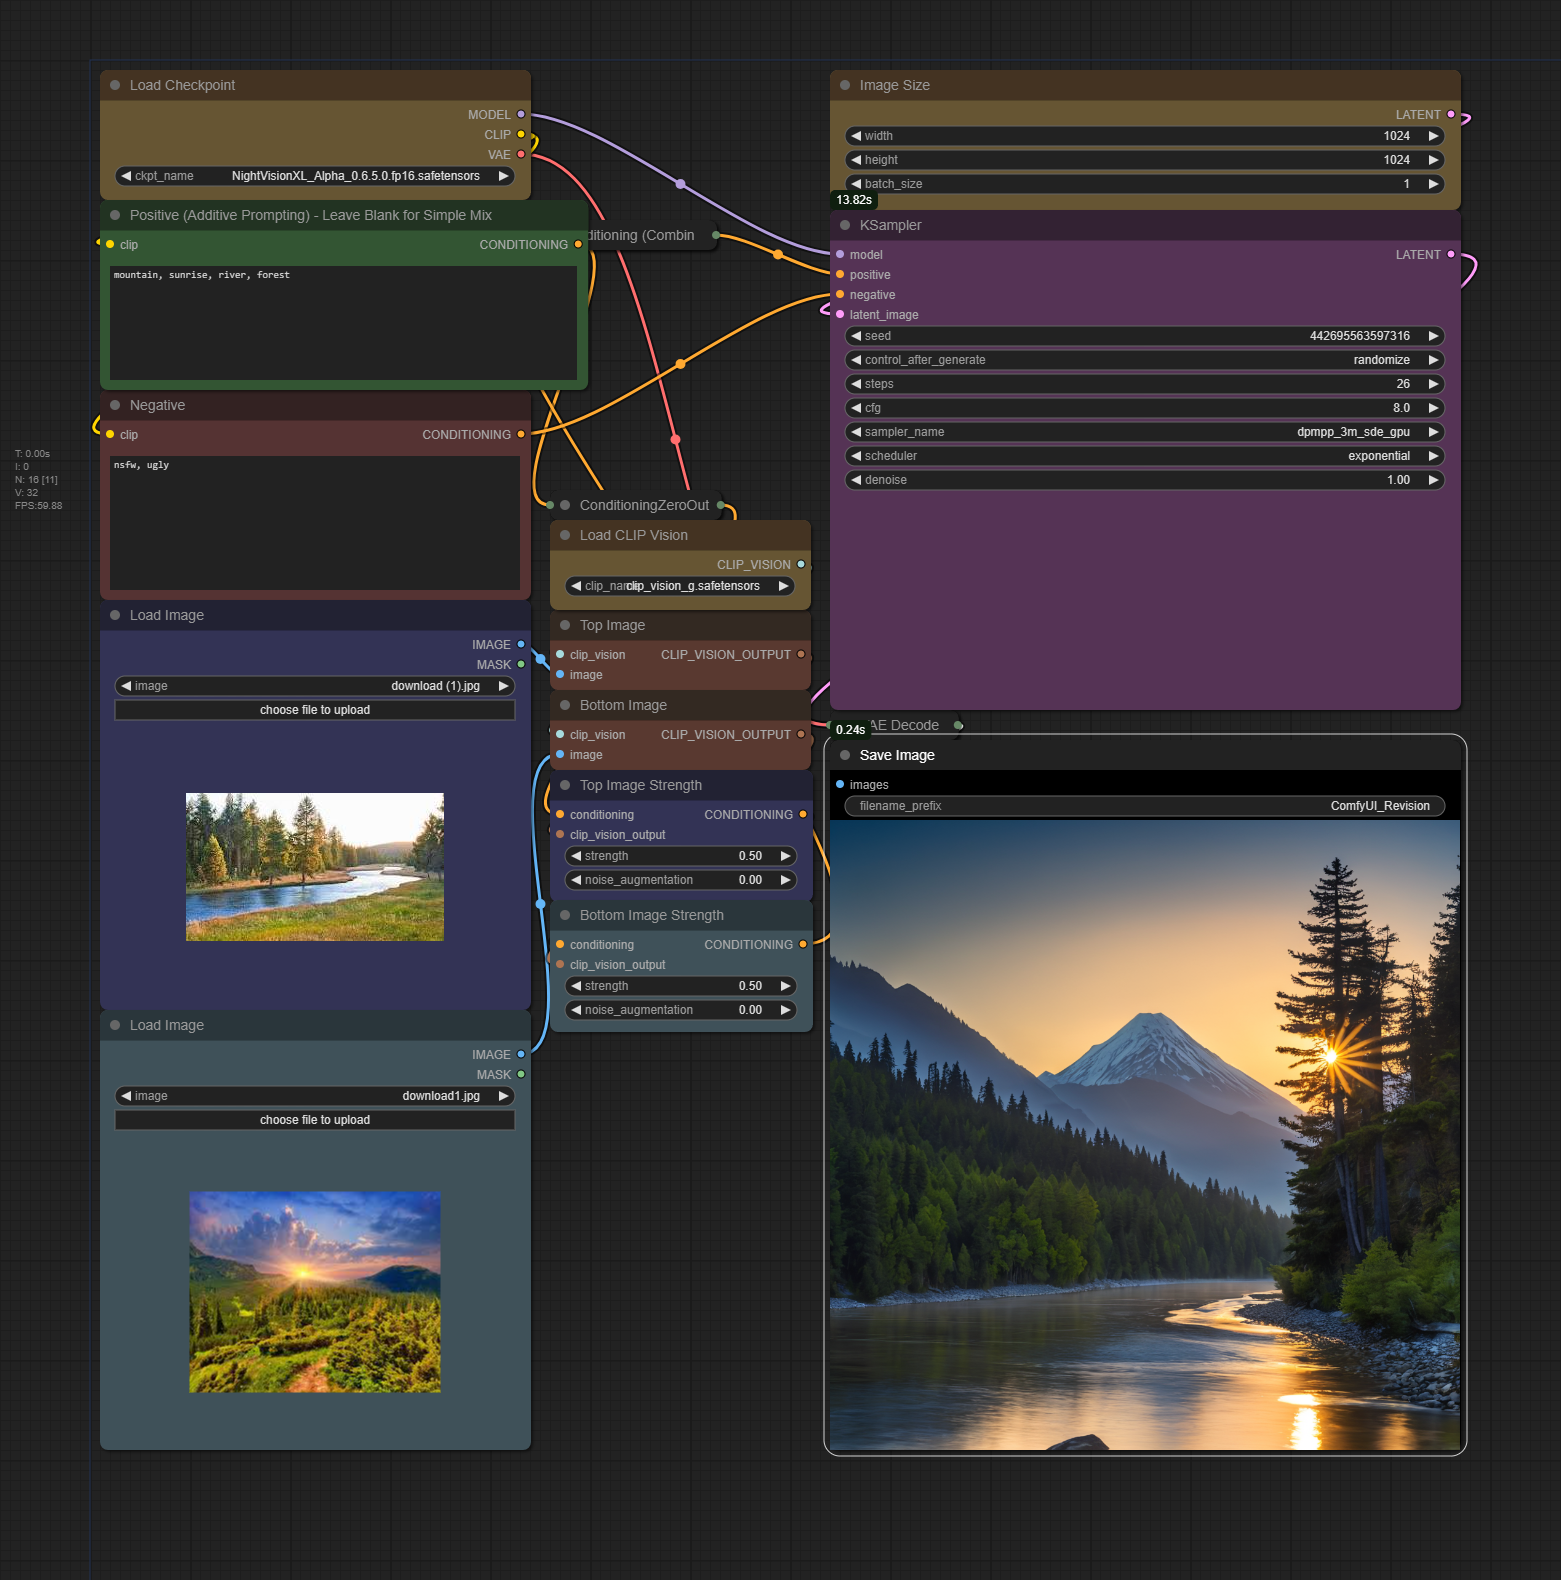 Load Checkpoint
MODEL
CLIP
VAE
ckpt_name NightVisionXL_Alpha_0.6.5.0.fp16.safetensors
Positive (Additive Prompting) - Leave Blank for Simple Mix
clip CONDITIONING
mountain, sunrise, river, forest
ditioning (Combin
Negative
clip CONDITIONING
nsfw, ugly
T: 0.00s
I: 0
N: 16 [11]
V: 32
FPS:59.88
Load Image
IMAGE
MASK
image download (1).jpg
choose file to upload
Load Image
IMAGE
MASK
image download1.jpg
choose file to upload
ConditioningZeroOut
Load CLIP Vision
CLIP_VISION
clip_name clip_vision_g.safetensors
Top Image
clip_vision CLIP_VISION_OUTPUT
image
Bottom Image
clip_vision CLIP_VISION_OUTPUT
image
Top Image Strength
conditioning CONDITIONING
clip_vision_output
strength 0.50
noise_augmentation 0.00
Bottom Image Strength
conditioning CONDITIONING
clip_vision_output
strength 0.50
noise_augmentation 0.00
Image Size
LATENT
width 1024
height 1024
batch_size 1
13.82s
KSampler
model LATENT
positive
negative
latent_image
seed 442695563597316
control_after_generate randomize
steps 26
cfg 8.0
sampler_name dpmpp_3m_sde_gpu
scheduler exponential
denoise 1.00
0.24s
AE Decode
Save Image
images
filename_prefix ComfyUI_Revision